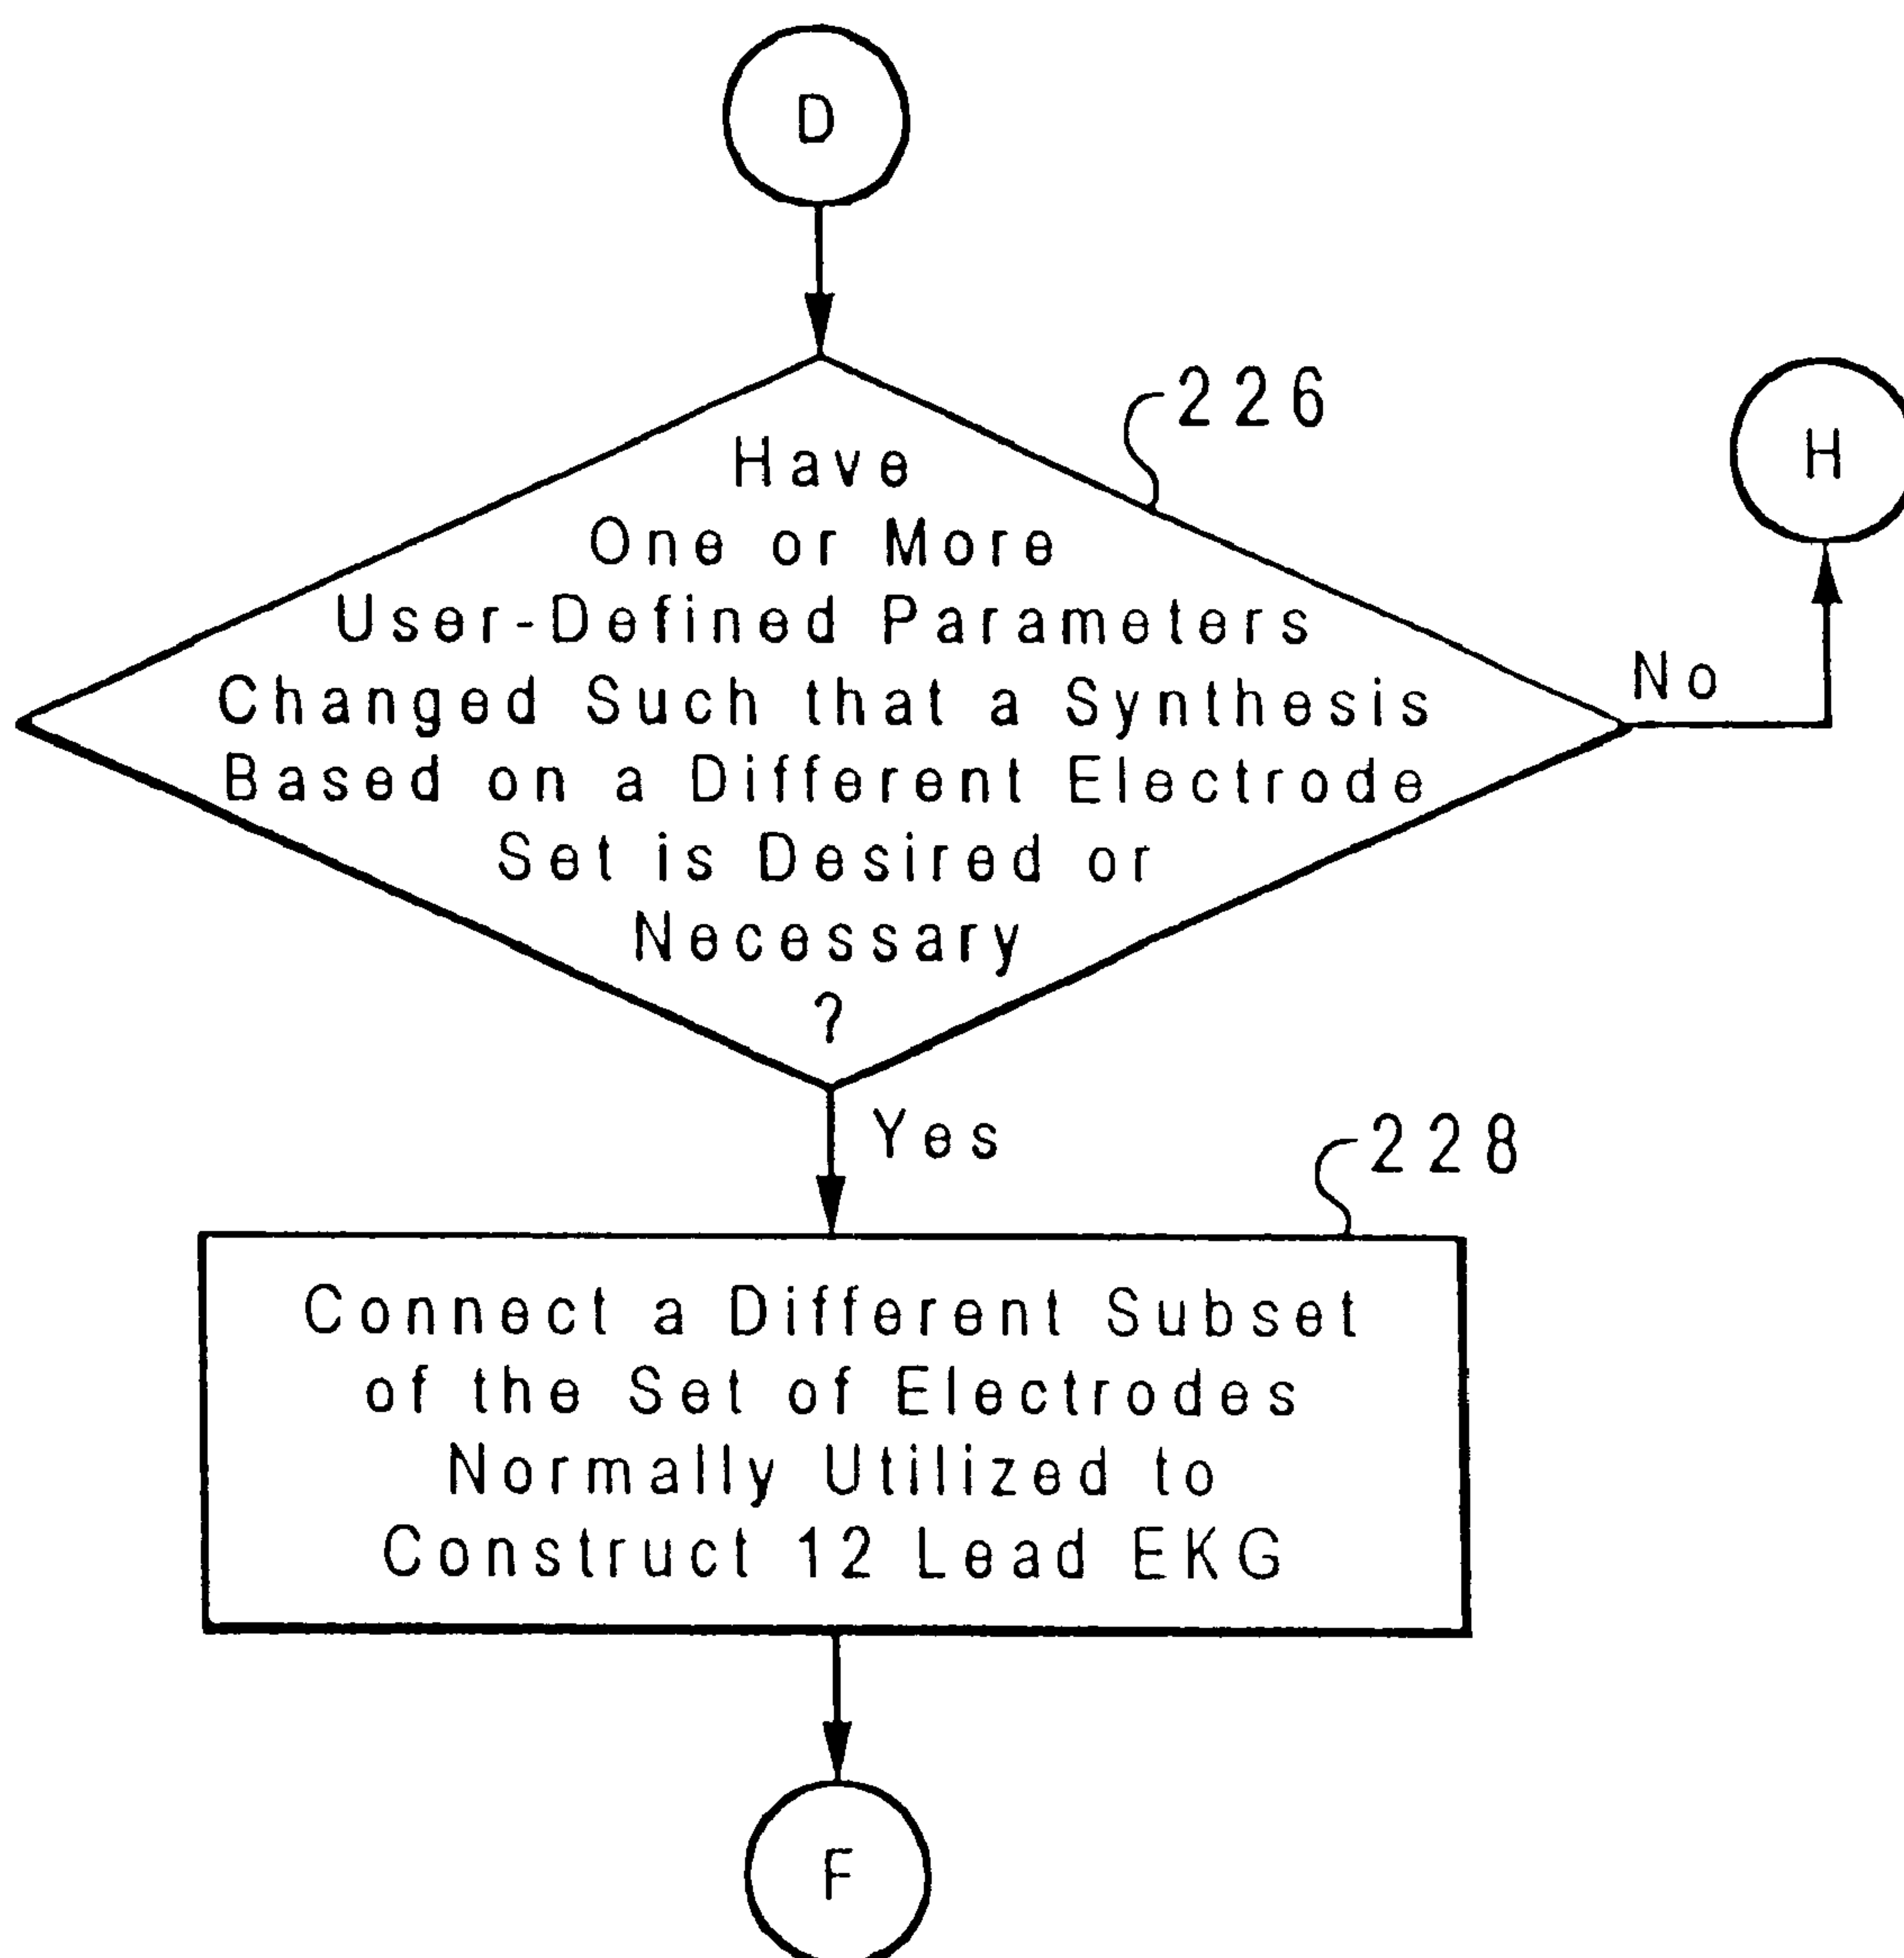 D
226
H
Have
One or More
User-Defined Parameters
Changed Such that a Synthesis
Based on a Different Electrode
Set is Desired or
Necessary
?
No
Yes
228
Connect a Different Subset
of the Set of Electrodes
Normally Utilized to
Construct 12 Lead EKG
F